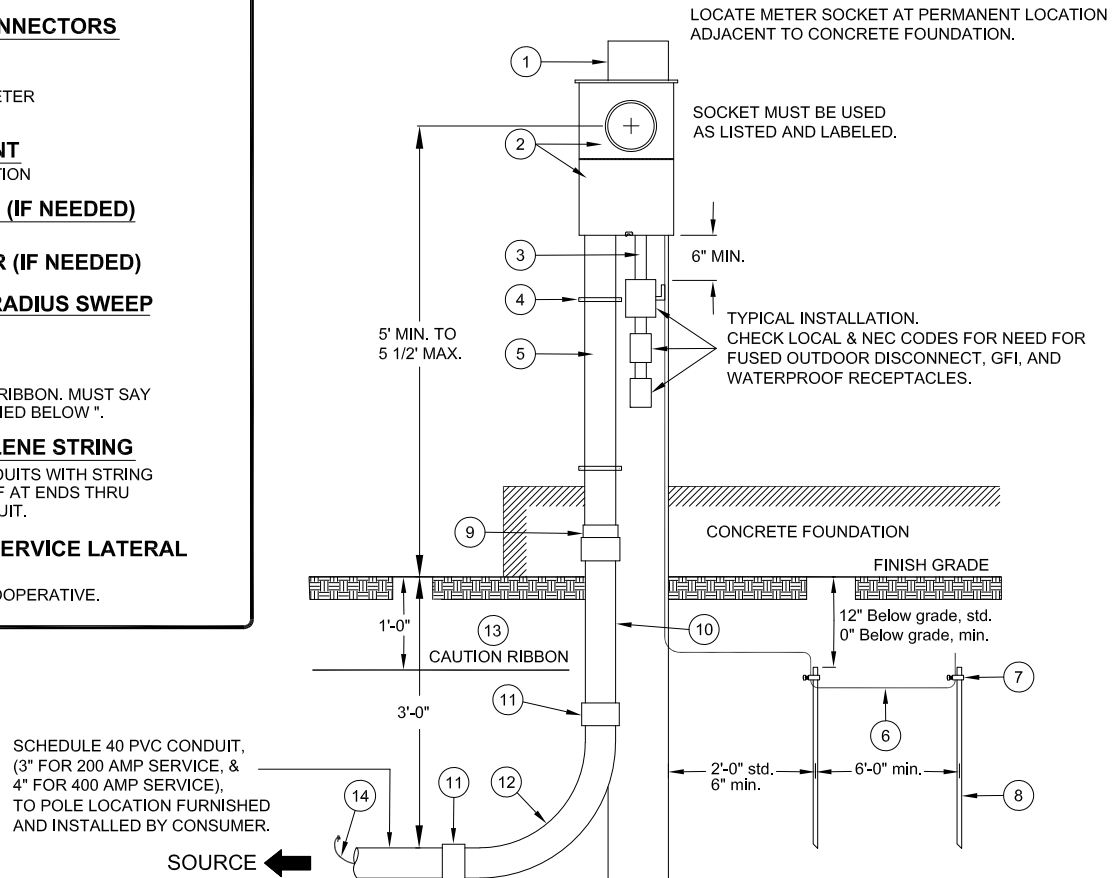 NNECTORS
ETER
NT
TION
(IF NEEDED)
R (IF NEEDED)
RADIUS SWEEP
RIBBON. MUST SAY
IED BELOW ".
LENE STRING
DUITS WITH STRING
F AT ENDS THRU
UIT.
SERVICE LATERAL
OOPERATIVE.
LOCATE METER SOCKET AT PERMANENT LOCATION
ADJACENT TO CONCRETE FOUNDATION.
1
SOCKET MUST BE USED
AS LISTED AND LABELED.
2
3
6" MIN.
4
5' MIN. TO
5 1/2' MAX.
5
TYPICAL INSTALLATION.
CHECK LOCAL & NEC CODES FOR NEED FOR
FUSED OUTDOOR DISCONNECT, GFI, AND
WATERPROOF RECEPTACLES.
9
CONCRETE FOUNDATION
FINISH GRADE
12" Below grade, std.
0" Below grade, min.
1'-0"
13
CAUTION RIBBON
10
7
11
3'-0"
6
SCHEDULE 40 PVC CONDUIT,
(3" FOR 200 AMP SERVICE, &
4" FOR 400 AMP SERVICE),
TO POLE LOCATION FURNISHED
AND INSTALLED BY CONSUMER.
2'-0" std.
6" min.
6'-0" min.
14
11
12
8
SOURCE